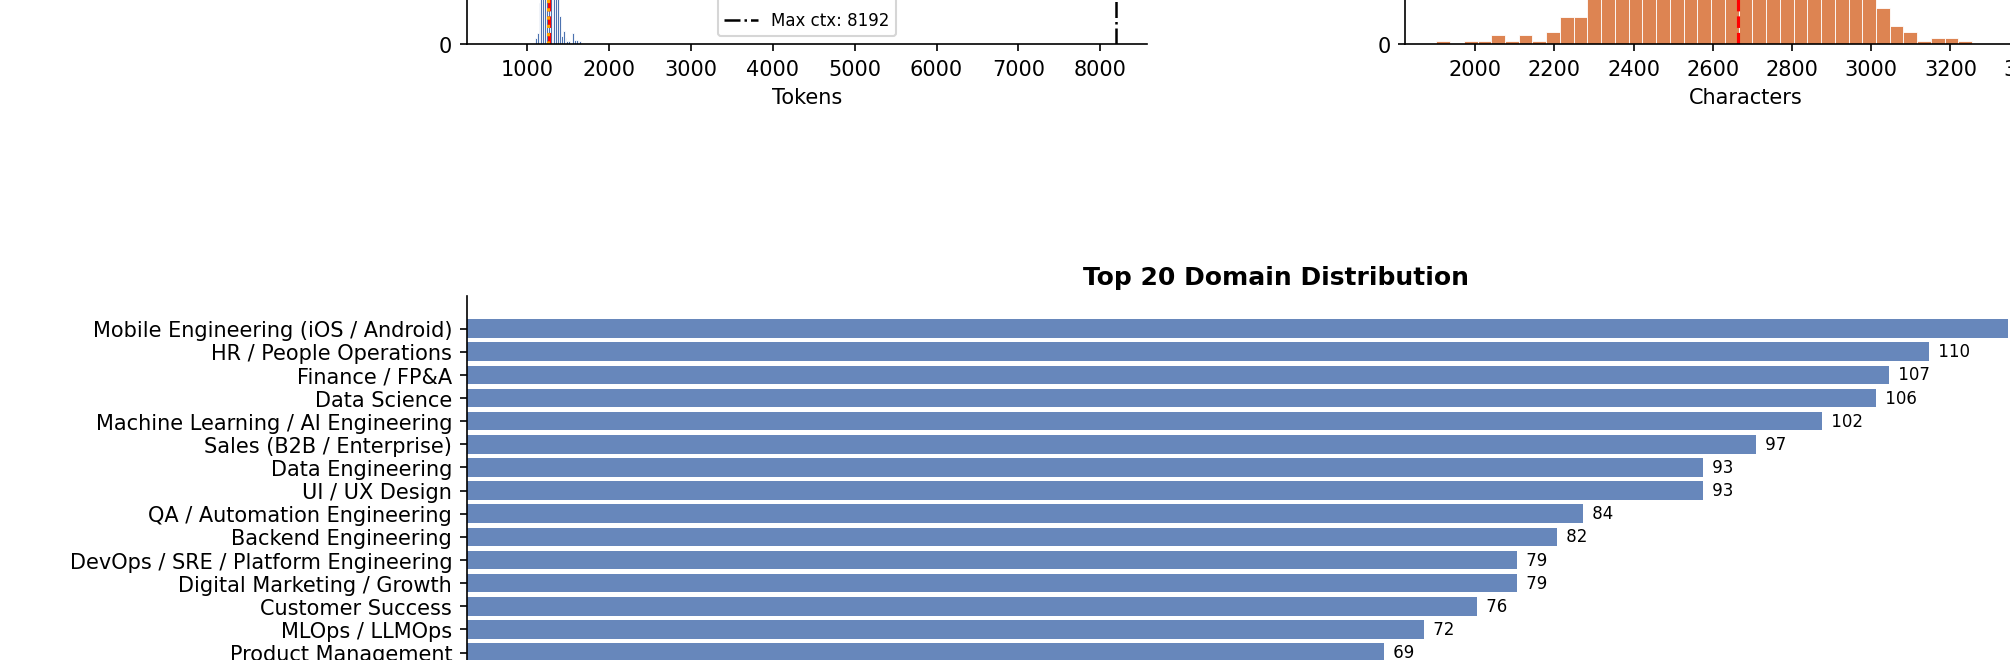 Max ctx: 8192
0
1000 2000 3000 4000 5000 6000 7000 8000
Tokens
0
2000 2200 2400 2600 2800 3000 3200
Characters
Top 20 Domain Distribution
Mobile Engineering (iOS / Android)
HR / People Operations 110
Finance / FP&A 107
Data Science 106
Machine Learning / AI Engineering 102
Sales (B2B / Enterprise) 97
Data Engineering 93
UI / UX Design 93
QA / Automation Engineering 84
Backend Engineering 82
DevOps / SRE / Platform Engineering 79
Digital Marketing / Growth 79
Customer Success 76
MLOps / LLMOps 72
Product Management 69